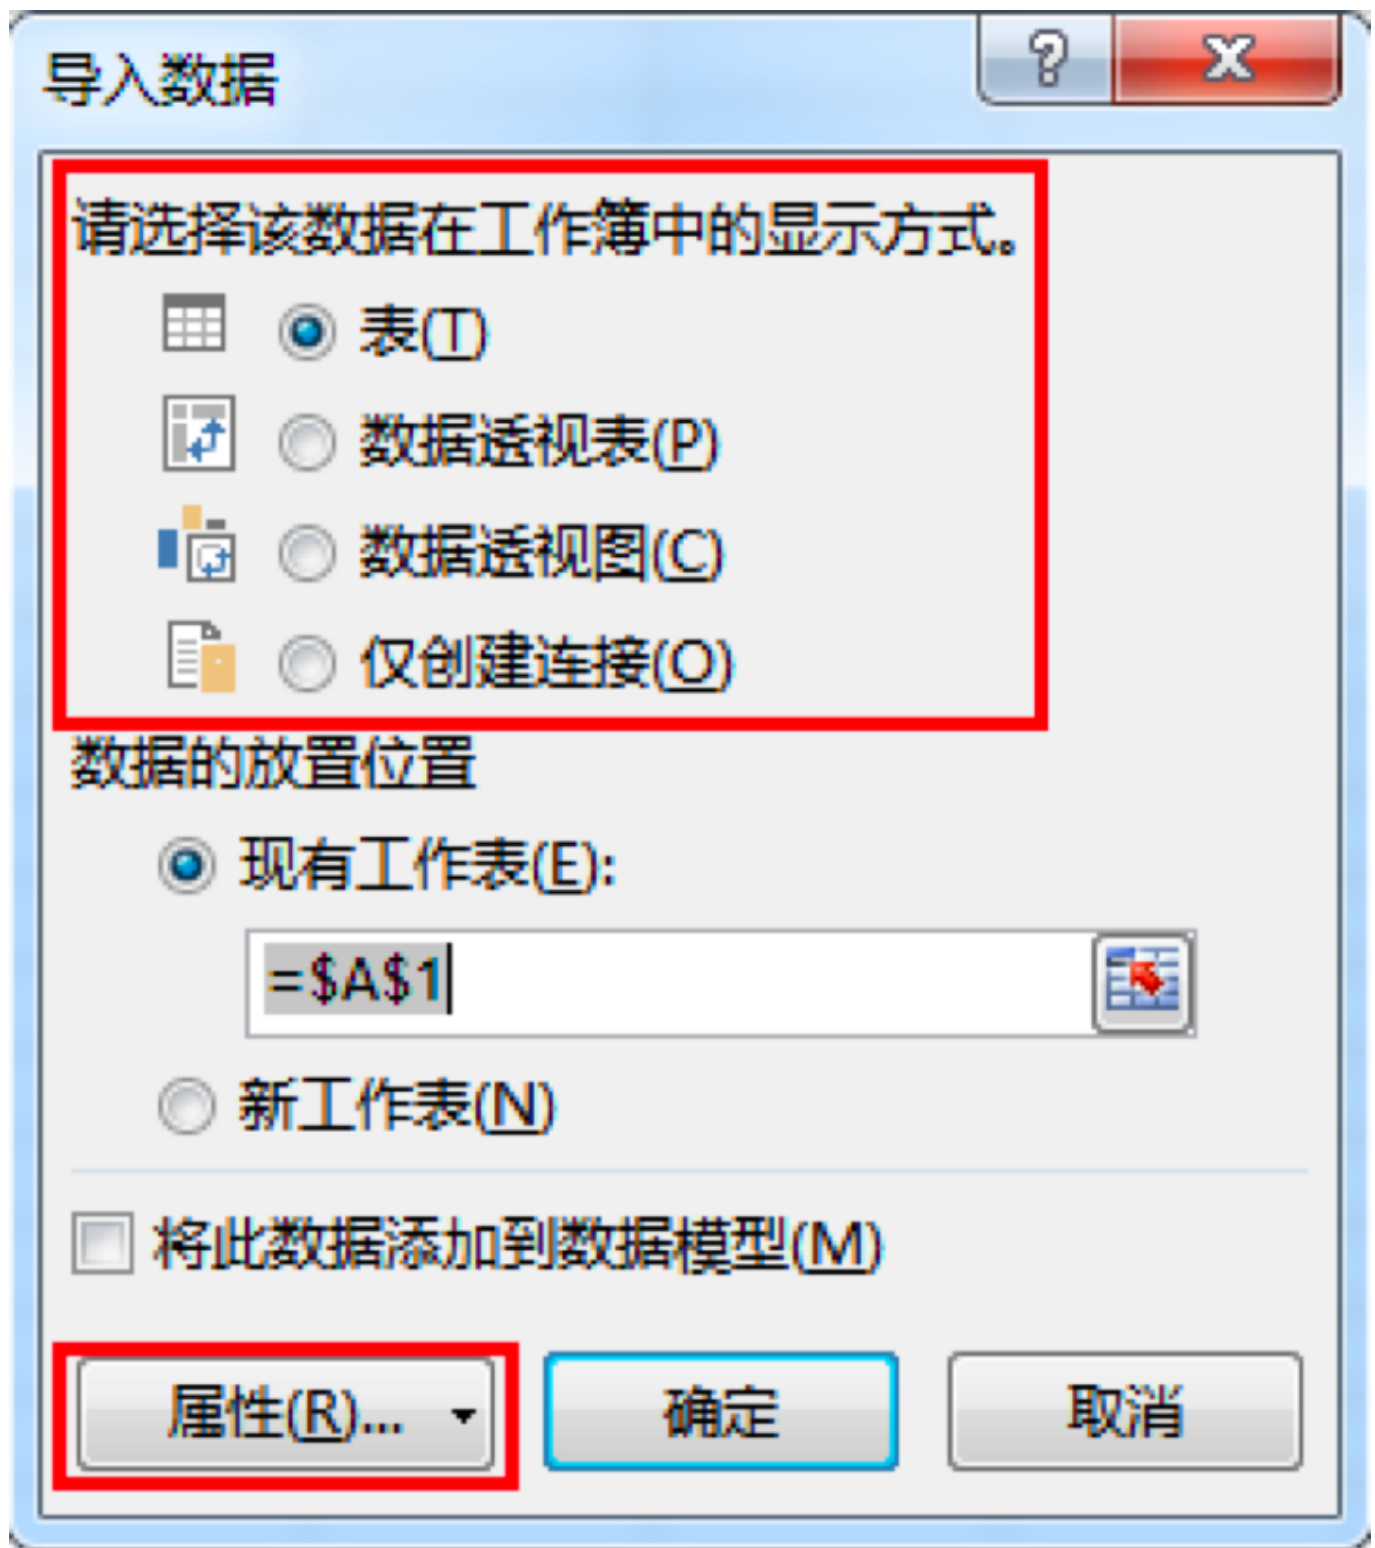 导入数据
请选择该数据在工作簿中的显示方式。
表(T)
数据透视表(P)
数据透视图(C)
仅创建连接(O)
数据的放置位置
现有工作表(E):
=$A$1
新工作表(N)
将此数据添加到数据模型(M)
属性(R)... 确定 取消